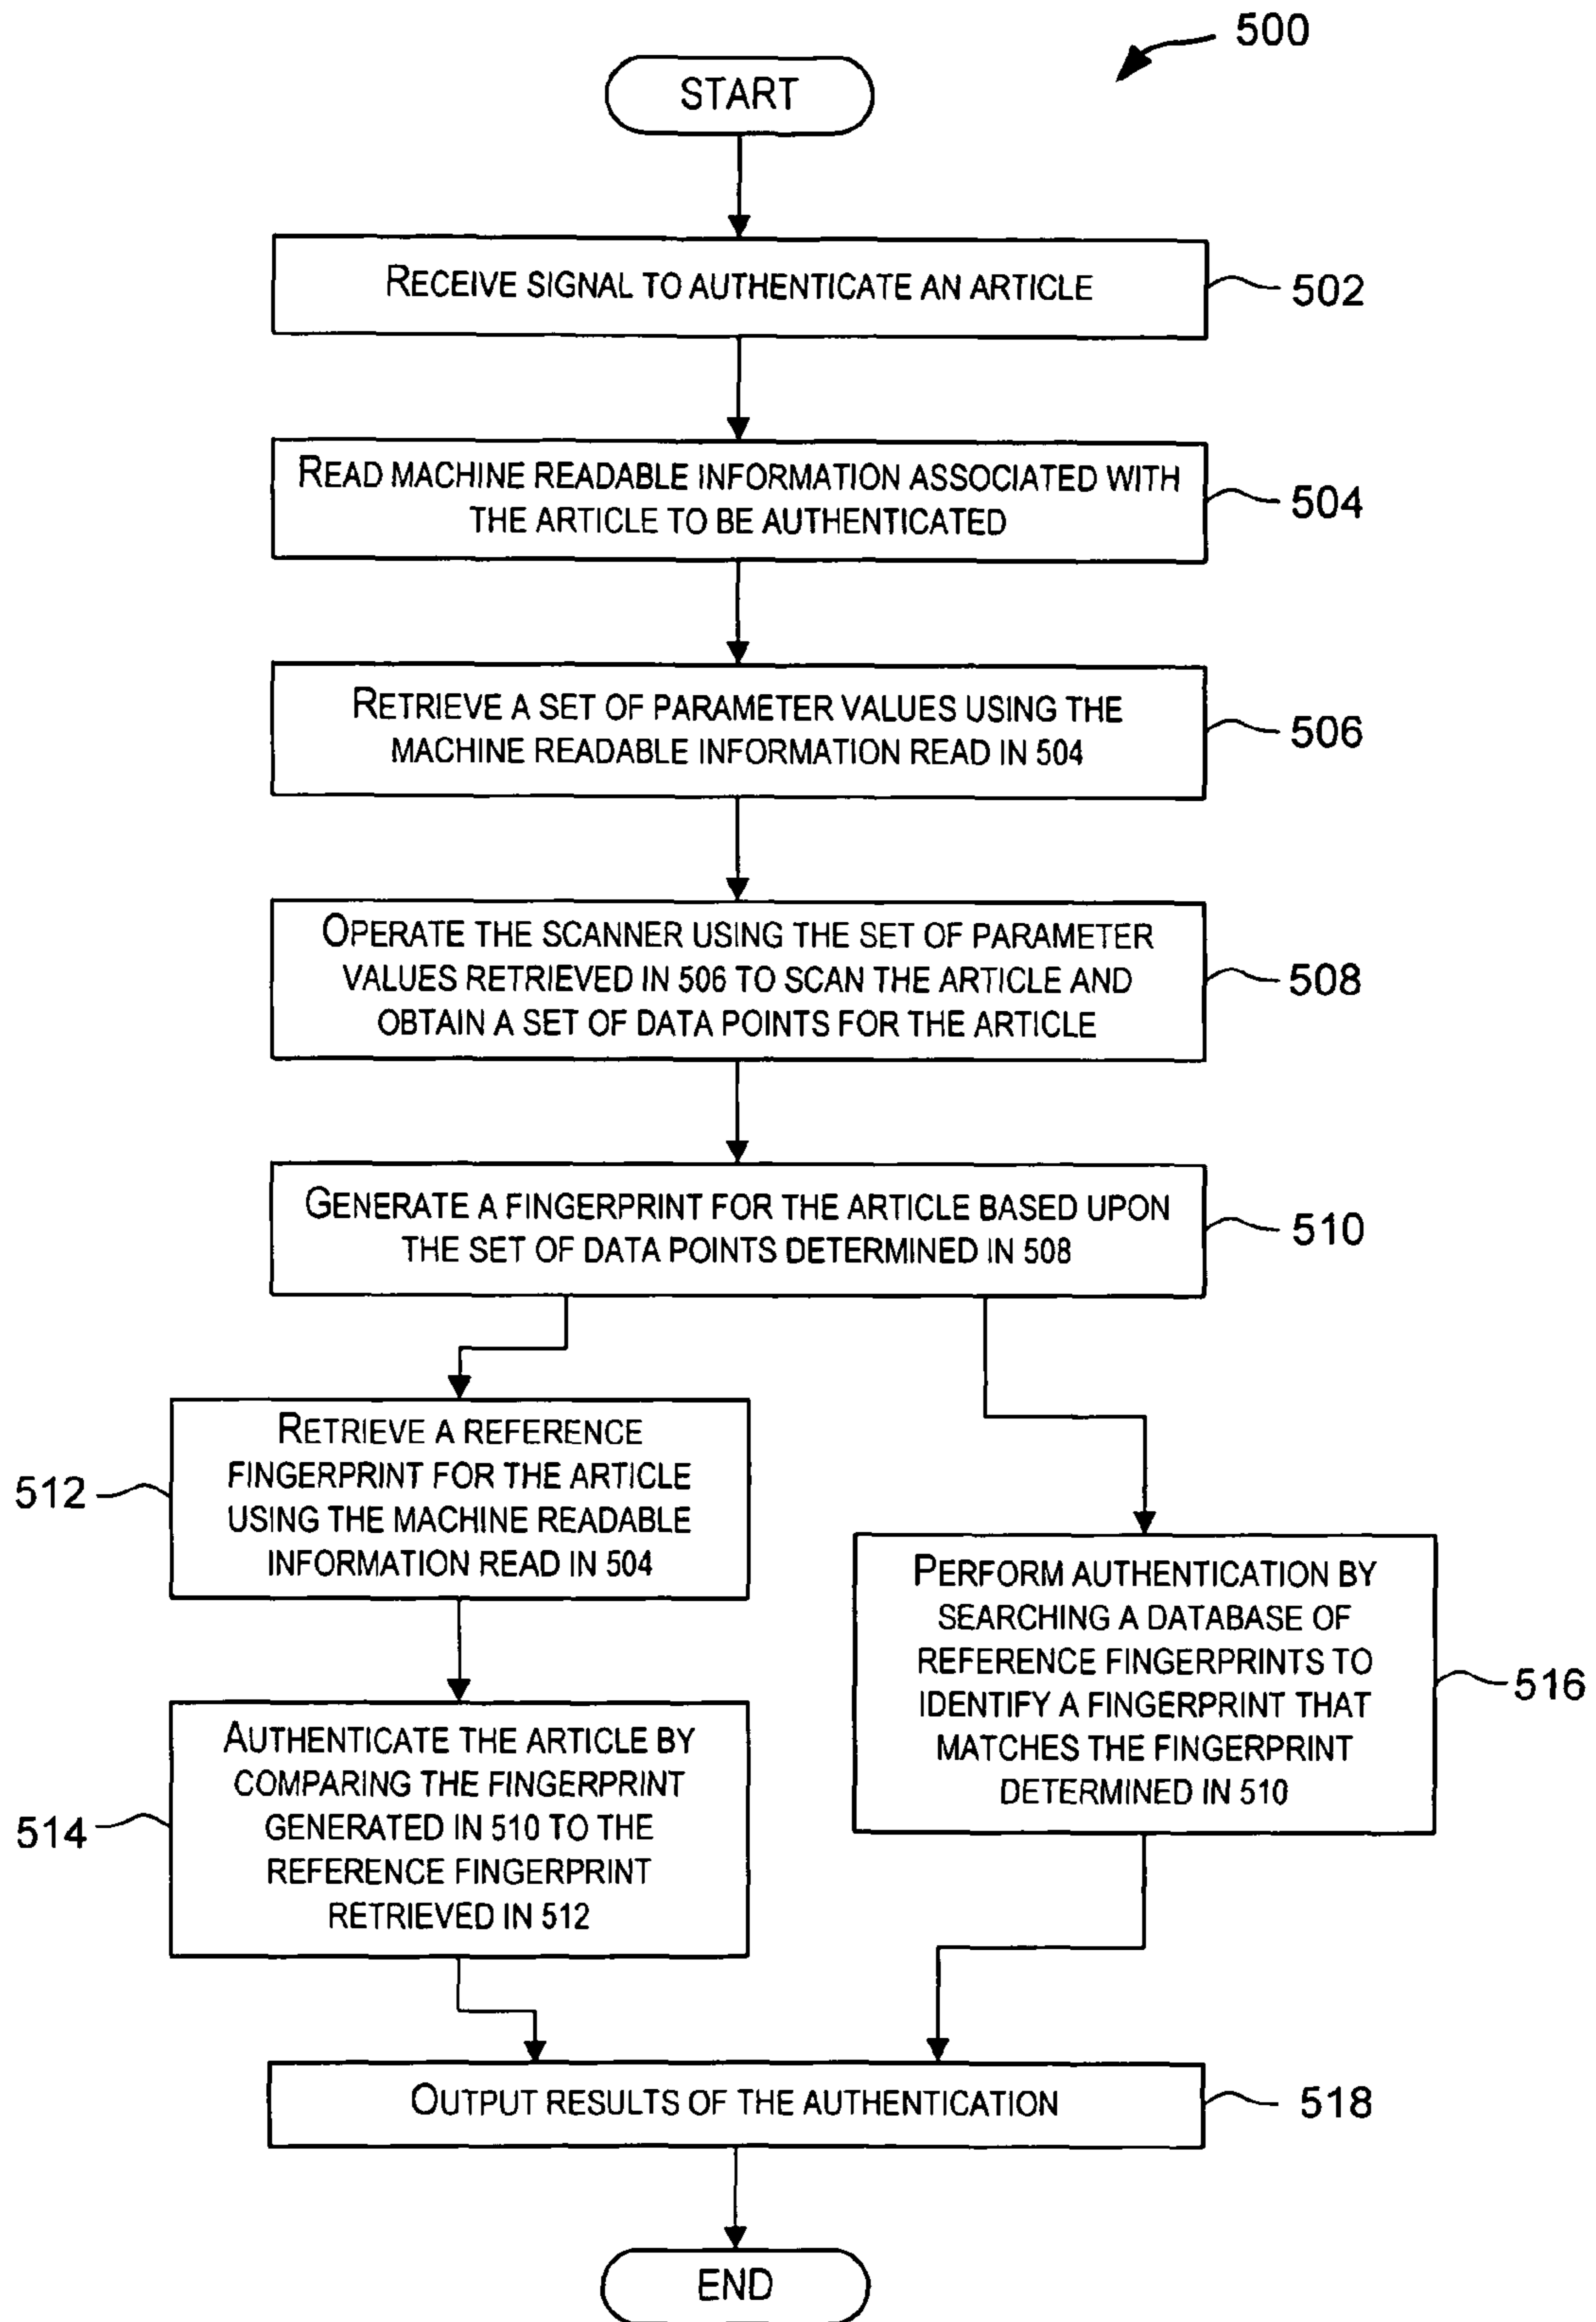 500
START
RECEIVE SIGNAL TO AUTHENTICATE AN ARTICLE
502
READ MACHINE READABLE INFORMATION ASSOCIATED WITH
THE ARTICLE TO BE AUTHENTICATED
504
RETRIEVE A SET OF PARAMETER VALUES USING THE
MACHINE READABLE INFORMATION READ IN 504
506
OPERATE THE SCANNER USING THE SET OF PARAMETER
VALUES RETRIEVED IN 506 TO SCAN THE ARTICLE AND
OBTAIN A SET OF DATA POINTS FOR THE ARTICLE
508
GENERATE A FINGERPRINT FOR THE ARTICLE BASED UPON
THE SET OF DATA POINTS DETERMINED IN 508
510
512
RETRIEVE A REFERENCE
FINGERPRINT FOR THE ARTICLE
USING THE MACHINE READABLE
INFORMATION READ IN 504
514
AUTHENTICATE THE ARTICLE BY
COMPARING THE FINGERPRINT
GENERATED IN 510 TO THE
REFERENCE FINGERPRINT
RETRIEVED IN 512
PERFORM AUTHENTICATION BY
SEARCHING A DATABASE OF
REFERENCE FINGERPRINTS TO
IDENTIFY A FINGERPRINT THAT
MATCHES THE FINGERPRINT
DETERMINED IN 510
516
OUTPUT RESULTS OF THE AUTHENTICATION
518
END